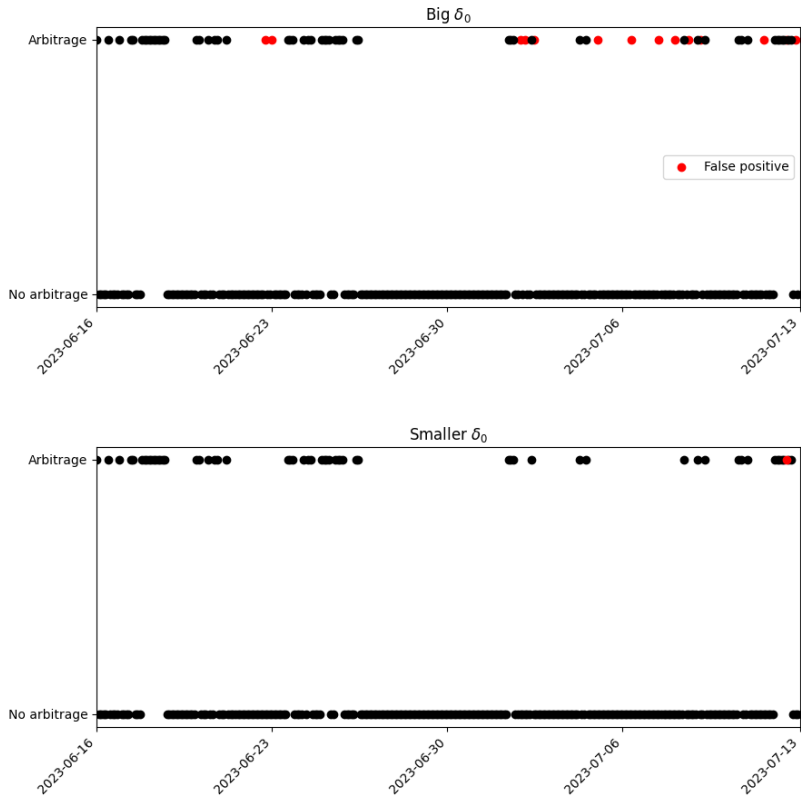 Big δ₀
Arbitrage
False positive
No arbitrage
2023-06-16
2023-06-23
2023-06-30
2023-07-06
2023-07-13
Smaller δ₀
Arbitrage
No arbitrage
2023-06-16
2023-06-23
2023-06-30
2023-07-06
2023-07-13